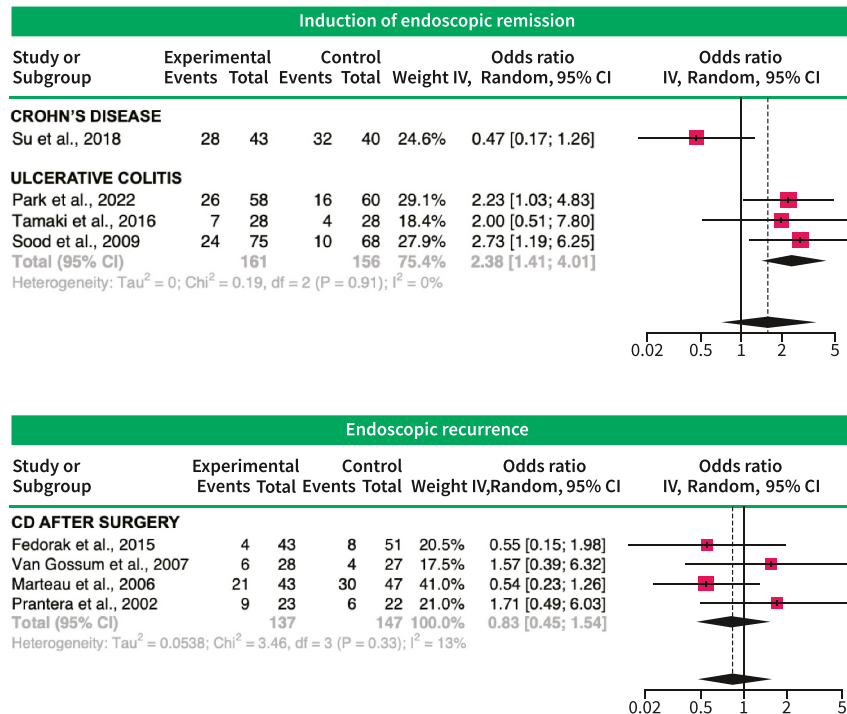 Induction of endoscopic remission
Study or Experimental Control Odds ratio Odds ratio
Subgroup Events Total Events Total Weight IV, Random, 95% CI IV, Random, 95% CI
CROHN'S DISEASE
Su et al., 2018 28 43 32 40 24.6% 0.47 [0.17; 1.26]
ULCERATIVE COLITIS
Park et al., 2022 26 58 16 60 29.1% 2.23 [1.03; 4.83]
Tamaki et al., 2016 7 28 4 28 18.4% 2.00 [0.51; 7.80]
Sood et al., 2009 24 75 10 68 27.9% 2.73 [1.19; 6.25]
Total (95% CI) 161 156 75.4% 2.38 [1.41; 4.01]
Heterogeneity: Tau² = 0; Chi² = 0.19, df = 2 (P = 0.91); I² = 0%
0.02 0.5 1 2 5
Endoscopic recurrence
Study or Experimental Control Odds ratio Odds ratio
Subgroup Events Total Events Total Weight IV,Random, 95% CI IV, Random, 95% CI
CD AFTER SURGERY
Fedorak et al., 2015 4 43 8 51 20.5% 0.55 [0.15; 1.98]
Van Gossum et al., 2007 6 28 4 27 17.5% 1.57 [0.39; 6.32]
Marteau et al., 2006 21 43 30 47 41.0% 0.54 [0.23; 1.26]
Prantera et al., 2002 9 23 6 22 21.0% 1.71 [0.49; 6.03]
Total (95% CI) 137 147 100.0% 0.83 [0.45; 1.54]
Heterogeneity: Tau² = 0.0538; Chi² = 3.46, df = 3 (P = 0.33); I² = 13%
0.02 0.5 1 2 5